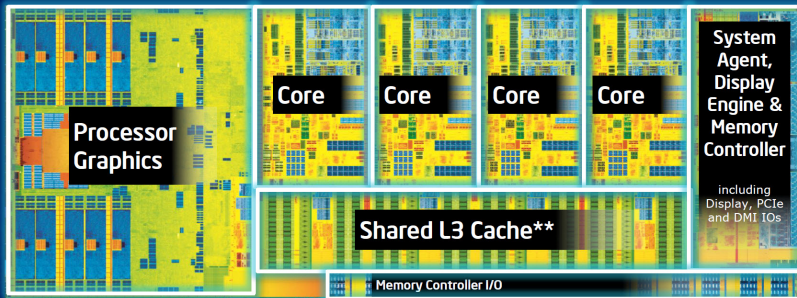 Processor
Graphics
Core
Core
Core
Core
System
Agent,
Display
Engine &
Memory
Controller
including
Display, PCIe
and DMI IOs
Shared L3 Cache**
Memory Controller I/O